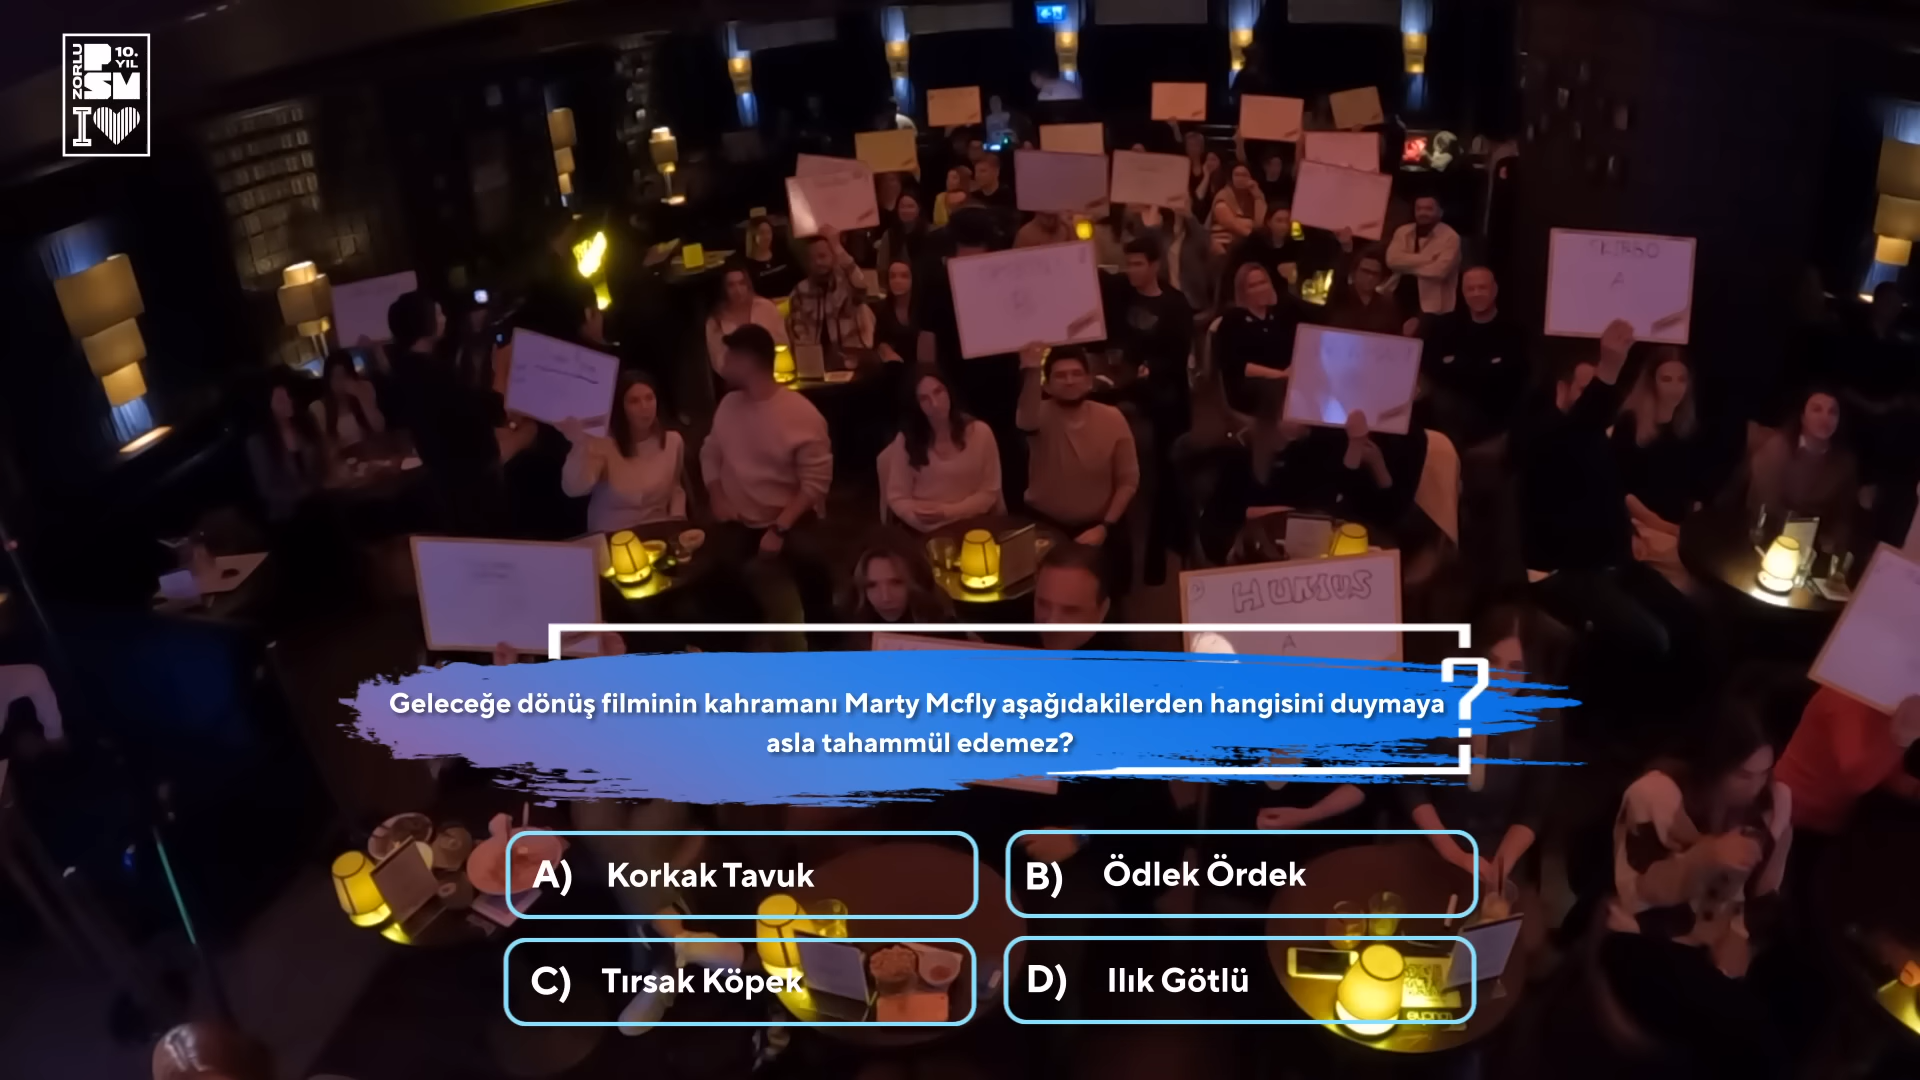 ZORLU
PSM
10.
YIL
I
SKIBBO
A
B
HUMUS
A
Geleceğe dönüş filminin kahramanı Marty Mcfly aşağıdakilerden hangisini duymaya
asla tahammül edemez?
?
A) Korkak Tavuk
B) Ödlek Ördek
C) Tırsak Köpek
D) Ilık Götlü